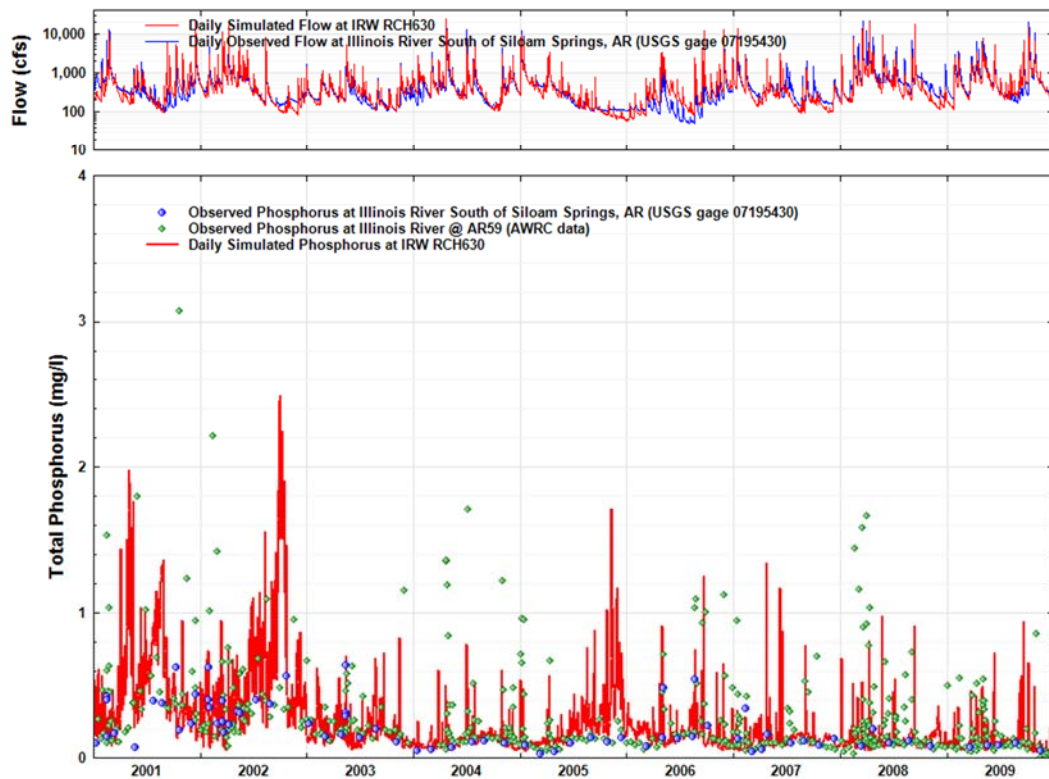 Flow (cfs)
10,000
1,000
100
10
Daily Simulated Flow at IRW RCH630
Daily Observed Flow at Illinois River South of Siloam Springs, AR (USGS gage 07195430)
Total Phosphorus (mg/l)
4
3
2
1
0
Observed Phosphorus at Illinois River South of Siloam Springs, AR (USGS gage 07195430)
Observed Phosphorus at Illinois River @ AR59 (AWRC data)
Daily Simulated Phosphorus at IRW RCH630
2001 2002 2003 2004 2005 2006 2007 2008 2009